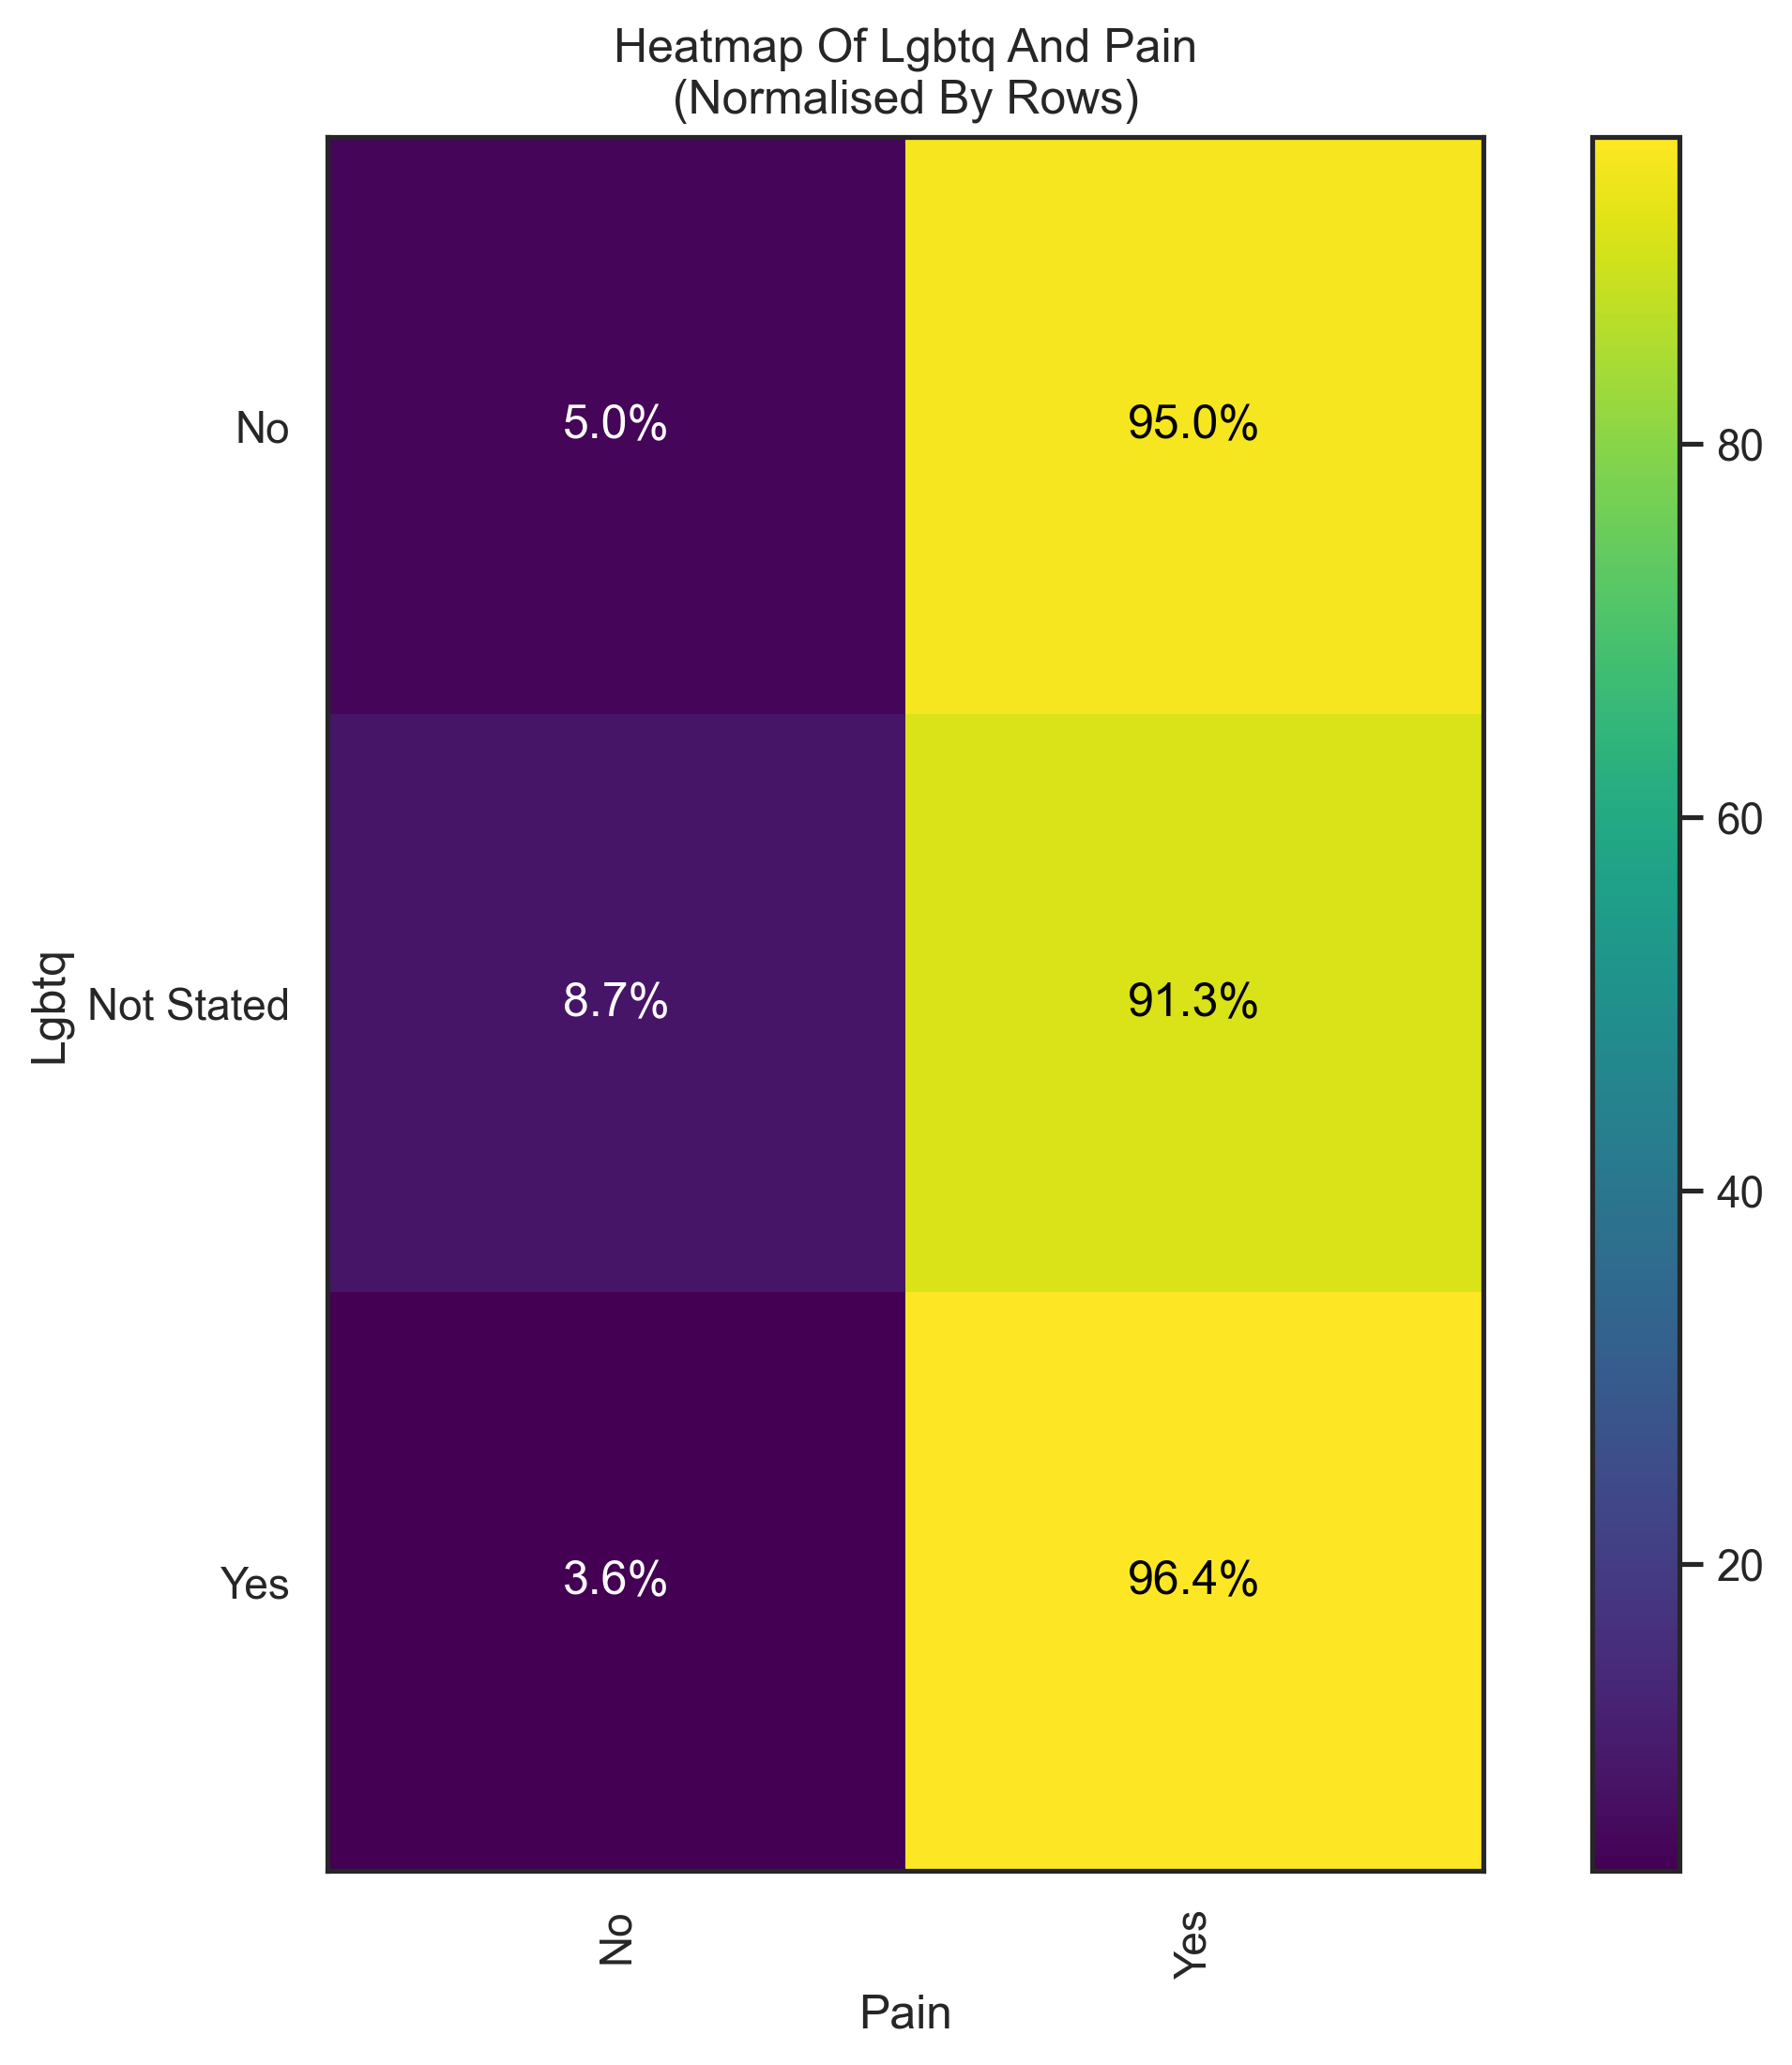 Heatmap Of Lgbtq And Pain
(Normalised By Rows)
No
5.0%
95.0%
80
60
Lgbtq
Not Stated
8.7%
91.3%
40
Yes
3.6%
96.4%
20
No
Yes
Pain